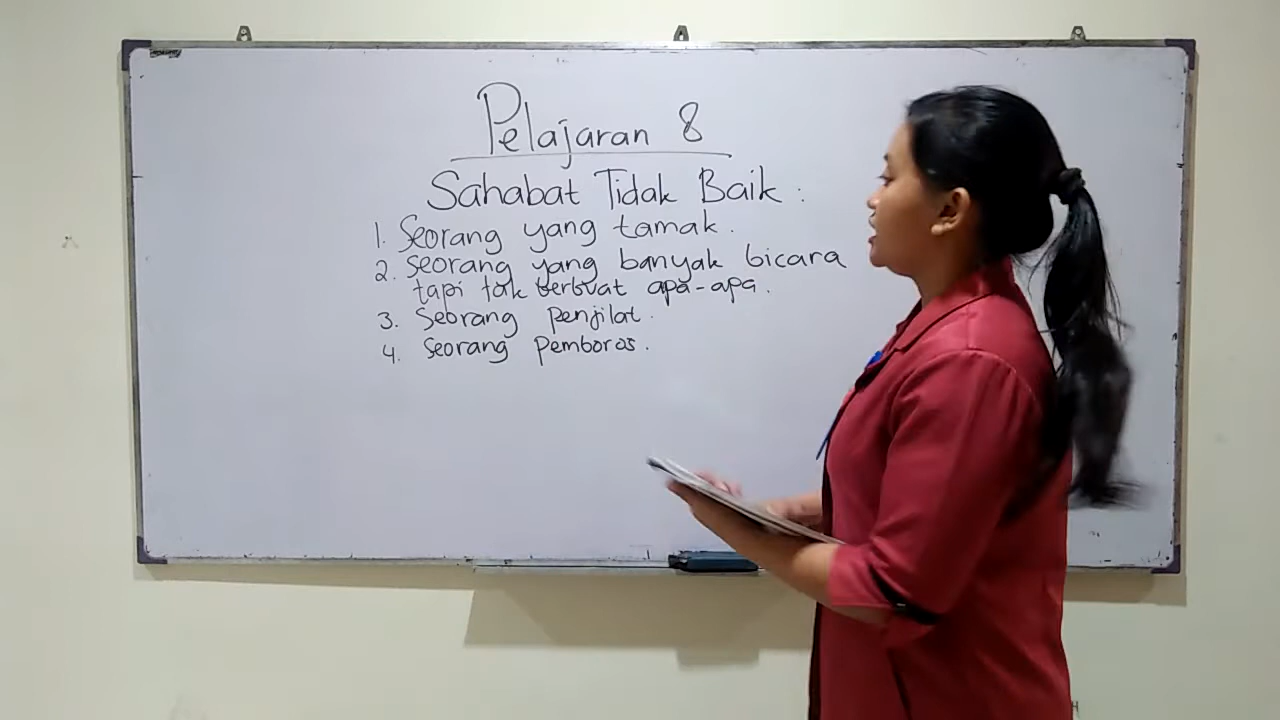 Pelajaran 8
Sahabat Tidak Baik :
1. Seorang yang tamak.
2. Seorang yang banyak bicara
tapi tak berbuat apa-apa.
3. Seorang penjilat.
4. Seorang pemboros.